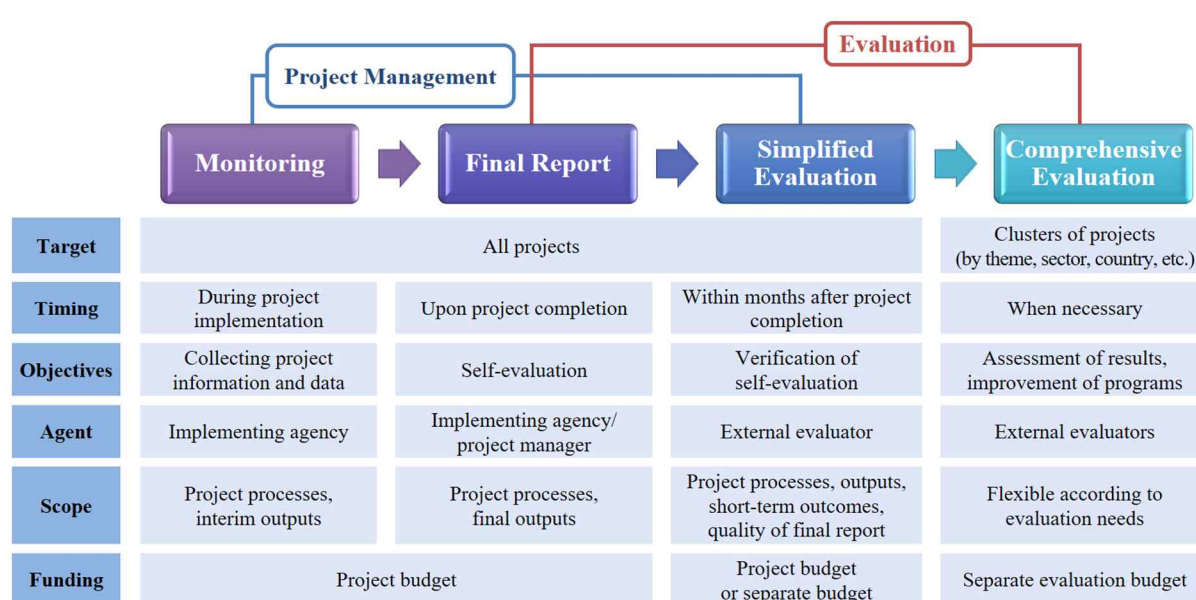 Evaluation
Project Management
Monitoring
Final Report
Simplified
Evaluation
Comprehensive
Evaluation
Target
All projects
Clusters of projects
(by theme, sector, country, etc.)
Timing
During project
implementation
Upon project completion
Within months after project
completion
When necessary
Objectives
Collecting project
information and data
Self-evaluation
Verification of
self-evaluation
Assessment of results,
improvement of programs
Agent
Implementing agency
Implementing agency/
project manager
External evaluator
External evaluators
Scope
Project processes,
interim outputs
Project processes,
final outputs
Project processes, outputs,
short-term outcomes,
quality of final report
Flexible according to
evaluation needs
Funding
Project budget
Project budget
or separate budget
Separate evaluation budget